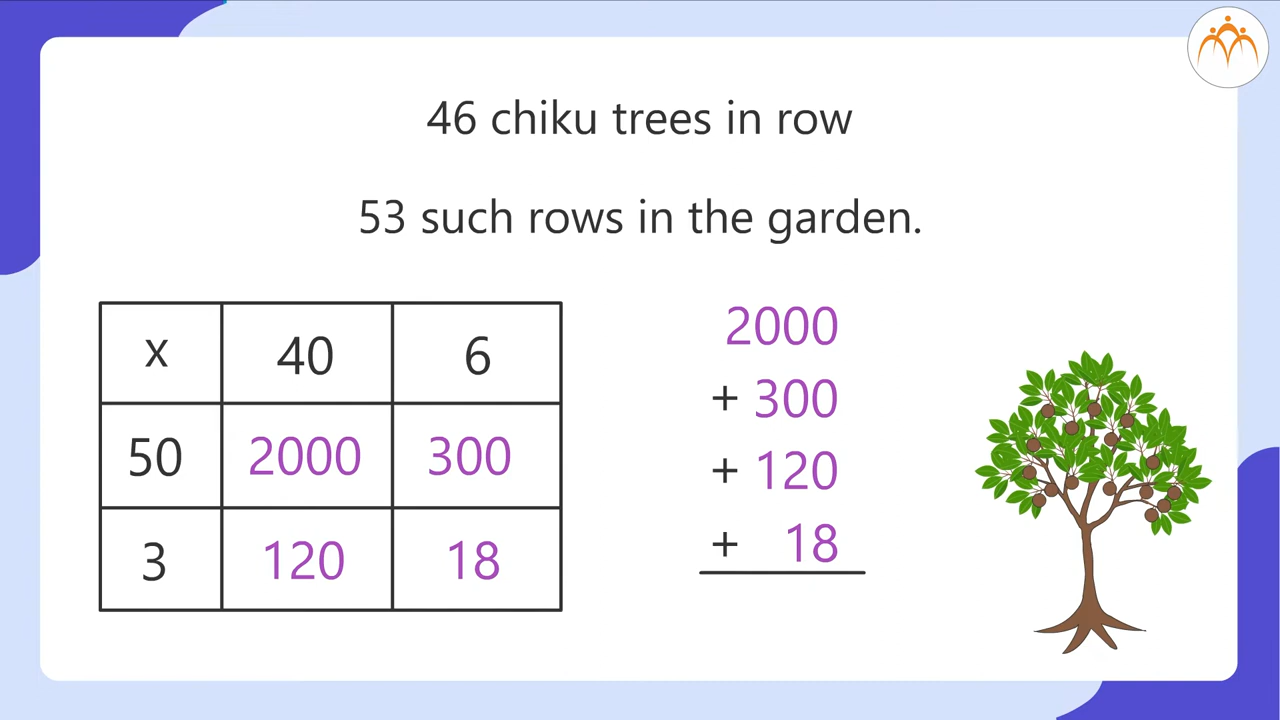 46 chiku trees in row
53 such rows in the garden.
x 40 6
50 2000 300
3 120 18
2000
+ 300
+ 120
+ 18